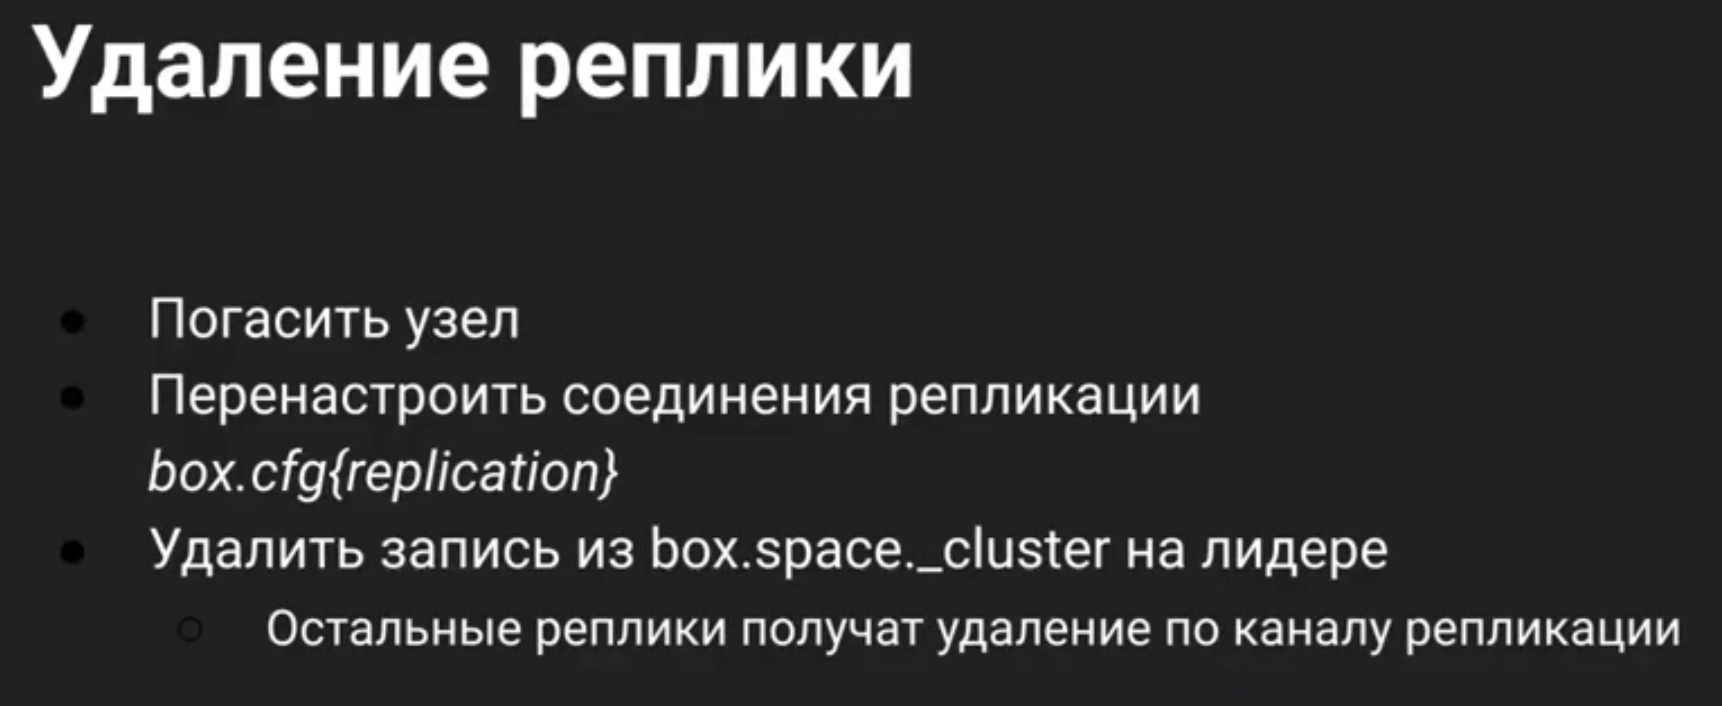 Удаление реплики
● Погасить узел
● Перенастроить соединения репликации
box.cfg{replication}
● Удалить запись из box.space._cluster на лидере
○ Остальные реплики получат удаление по каналу репликации